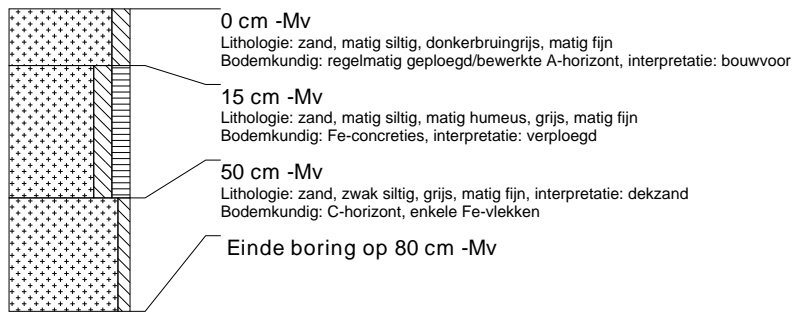 0 cm -Mv
Lithologie: zand, matig siltig, donkerbruingrijs, matig fijn
Bodemkundig: regelmatig geploegd/bewerkte A-horizont, interpretatie: bouwvoor
15 cm -Mv
Lithologie: zand, matig siltig, matig humeus, grijs, matig fijn
Bodemkundig: Fe-concreties, interpretatie: verploegd
50 cm -Mv
Lithologie: zand, zwak siltig, grijs, matig fijn, interpretatie: dekzand
Bodemkundig: C-horizont, enkele Fe-vlekken
Einde boring op 80 cm -Mv